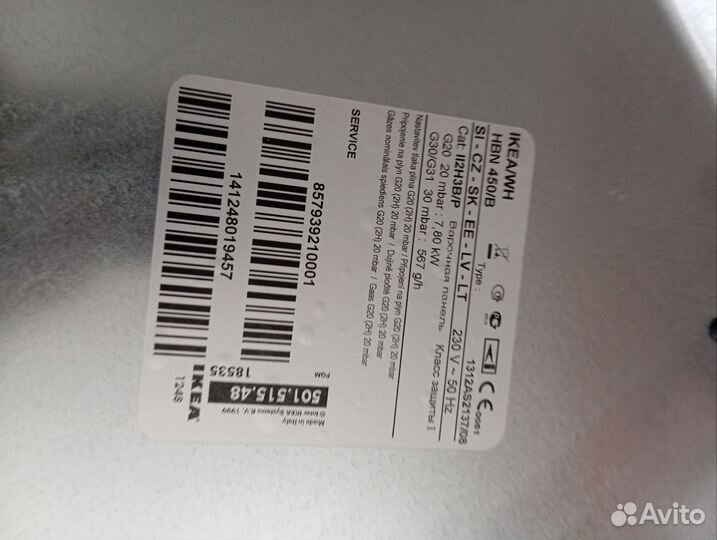 IKEA/WH
HBN 450/B
Type :
1312AS2137/08
0051
SI - CZ - SK - EE - LV - LT
230 V ~ 50 Hz
Cat: II2H3B/P
Варочная панель
Класс защиты I
G20 20 mbar : 7,80 kW
G30/G31 30 mbar : 567 g/h
Nastavitev tlaka plina G20 (2H) 20 mbar / Připojení na plyn G20 (2H) 20 mbar
Pripojenie na plyn G20 (2H) 20 mbar / Dujinė plokštė G20 (2H) 20 mbar
Gāzes nominālais spiediens G20 (2H) 20 mbar / Gaas G20 (2H) 20 mbar
SERVICE
857939210001
141248019457
PGM
18535
501.515.48
Made in Italy
© Inter IKEA Systems B.V. 1999
IKEA
1248
Avito